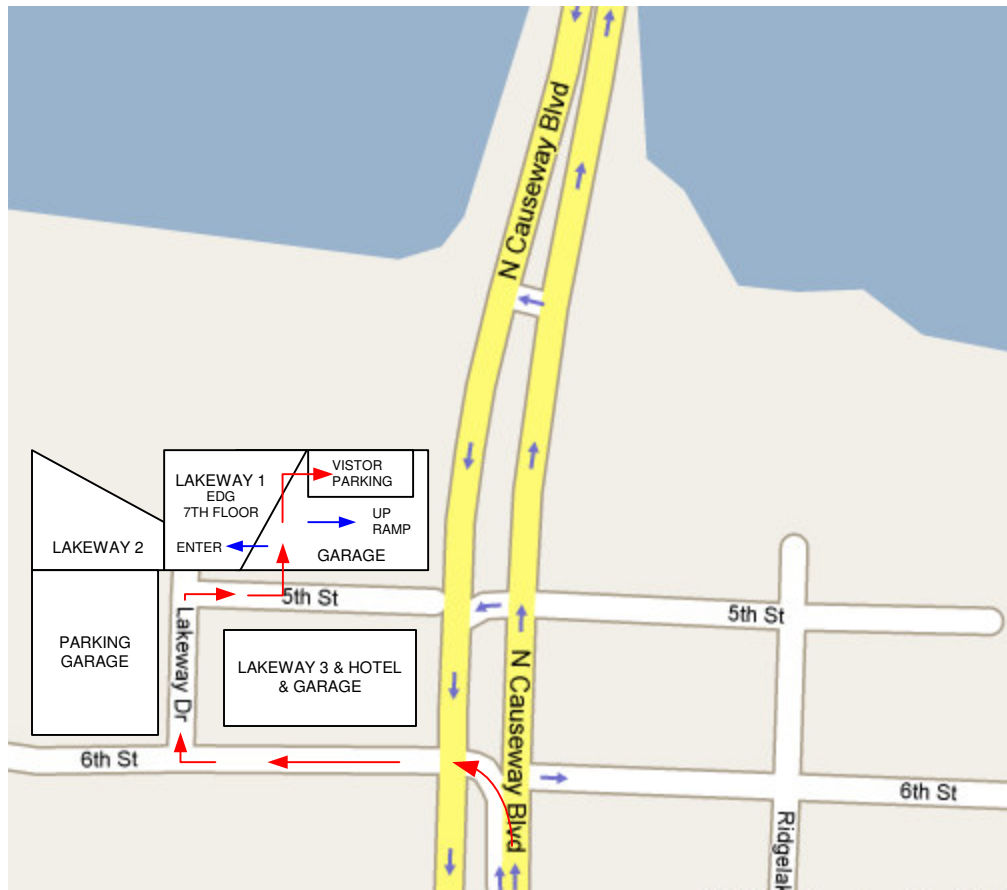 N Causeway Blvd
LAKEWAY 1
EDG
7TH FLOOR
VISTOR
PARKING
UP
RAMP
ENTER
GARAGE
LAKEWAY 2
5th St
5th St
PARKING
GARAGE
Lakeway Dr
LAKEWAY 3 & HOTEL
& GARAGE
N Causeway Blvd
6th St
6th St
Ridgelak